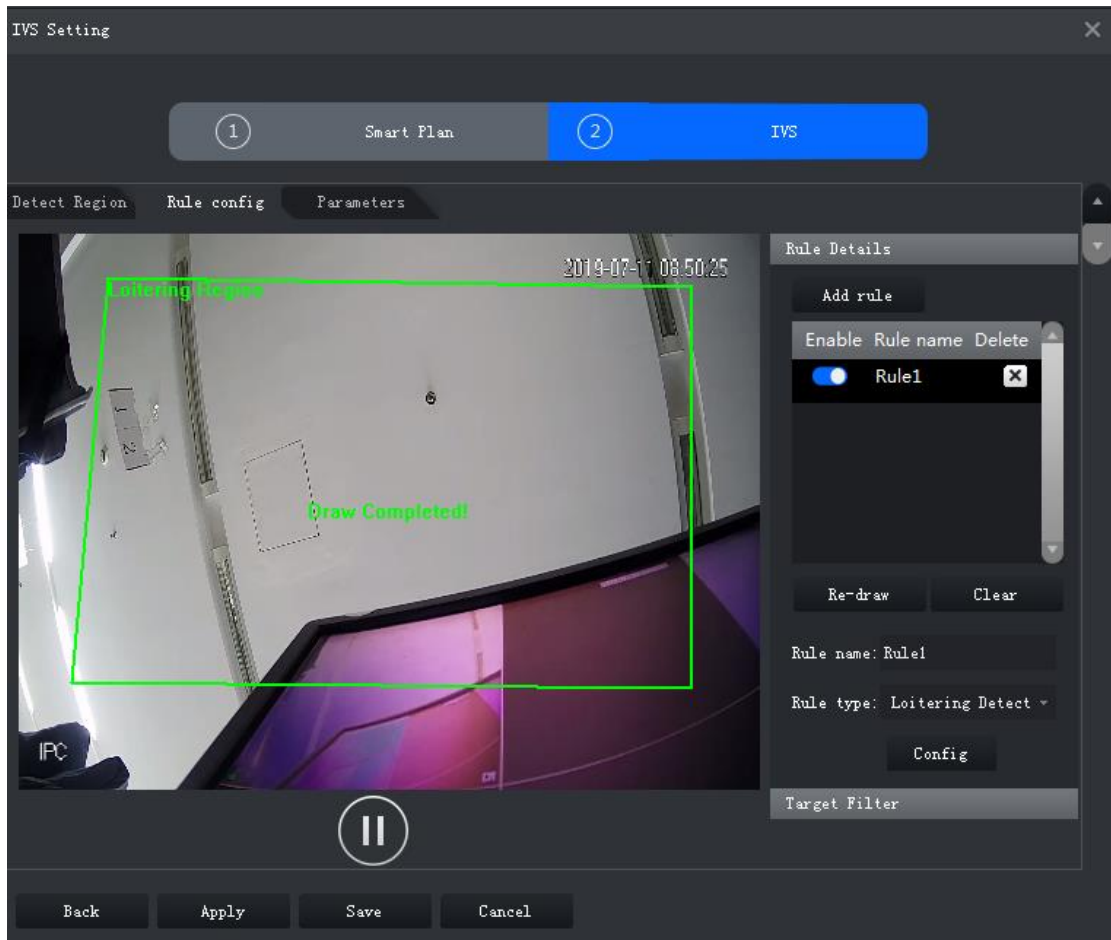 IVS Setting
1 Smart Plan 2 IVS
Detect Region Rule config Parameters
2019-07-11 08:50:25
Loitering Region
Draw Completed!
IPC
Rule Details
Add rule
Enable Rule name Delete
Rule1
Re-draw Clear
Rule name: Rule1
Rule type: Loitering Detect
Config
Target Filter
Back Apply Save Cancel